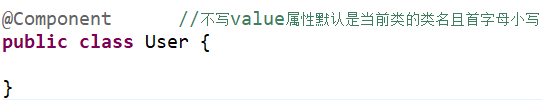 @Component //不写value属性默认是当前类的类名且首字母小写
public class User {
}